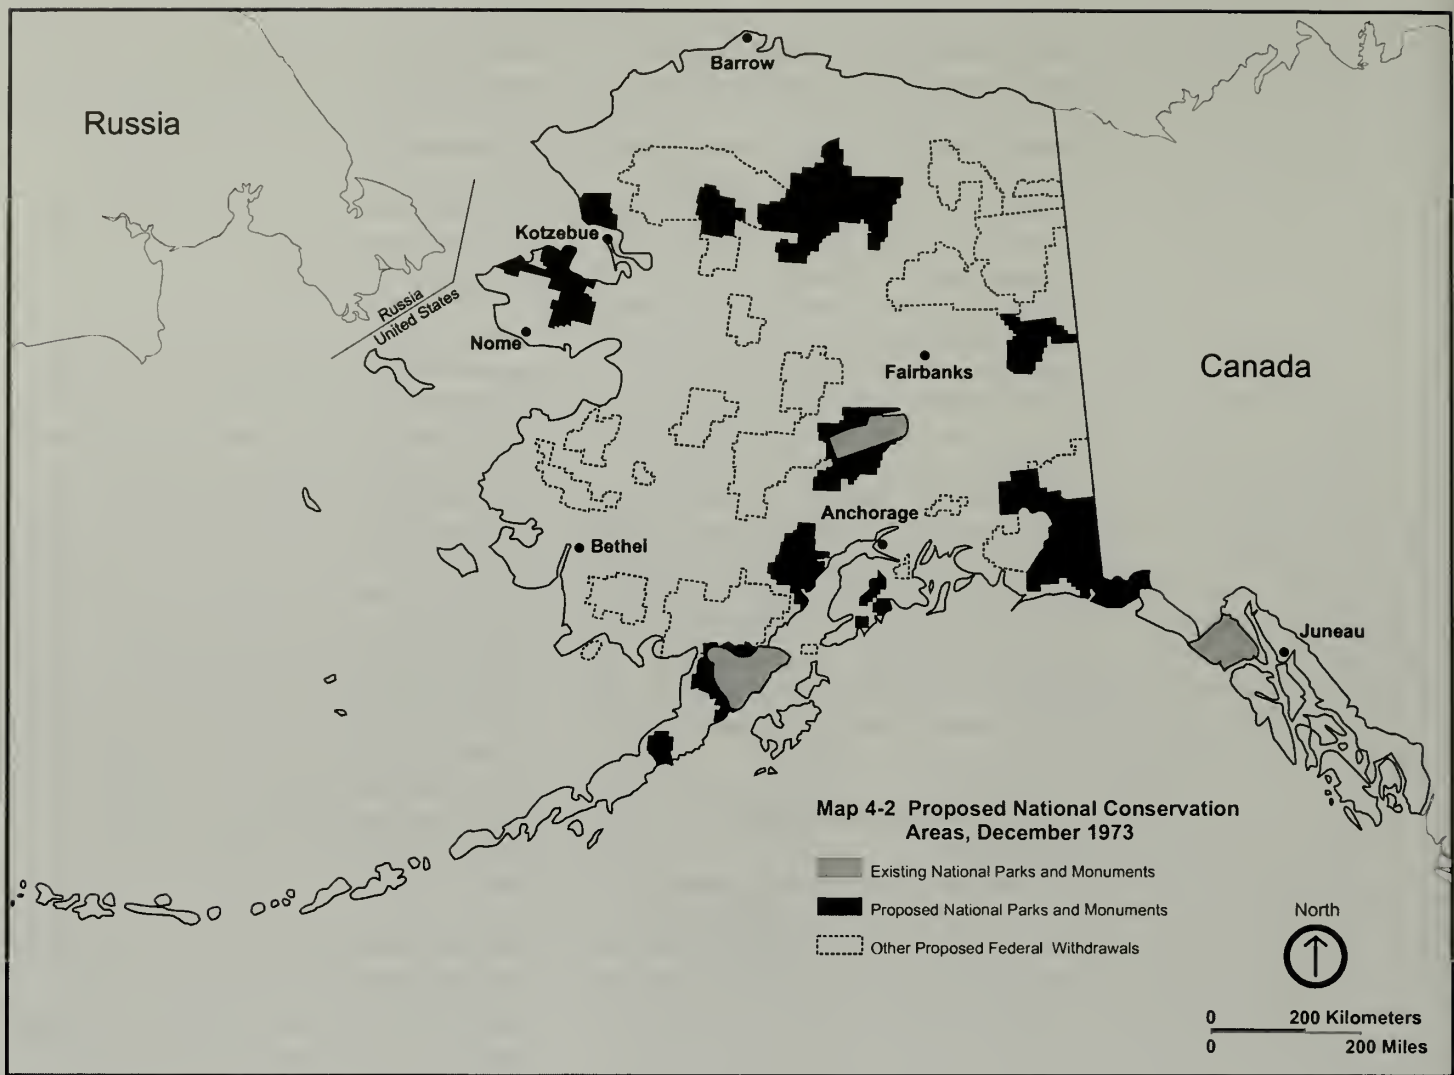 Barrow
Russia
Kotzebue
Russia
United States
Nome
Fairbanks
Canada
Anchorage
Bethel
Juneau
Map 4-2 Proposed National Conservation
Areas, December 1973
Existing National Parks and Monuments
Proposed National Parks and Monuments
Other Proposed Federal Withdrawals
North
0 200 Kilometers
0 200 Miles